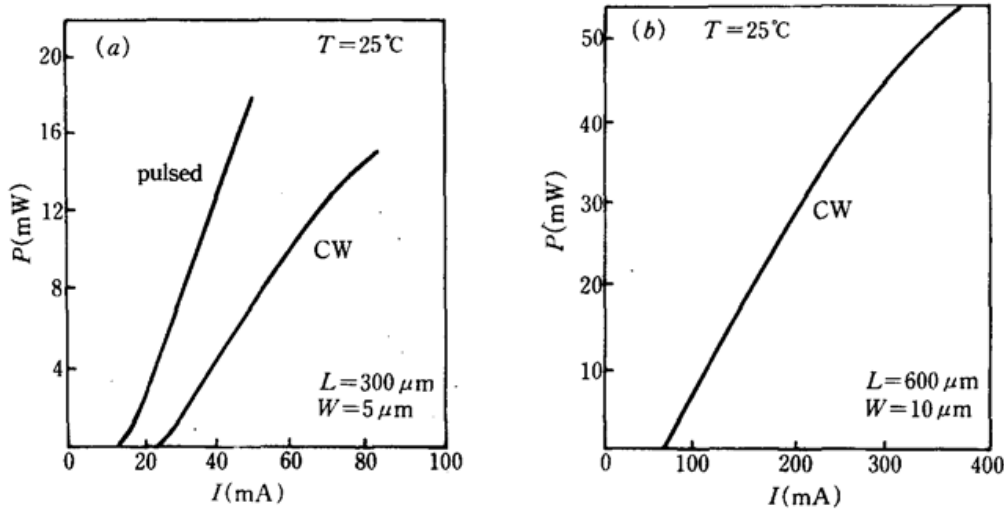 (a)
T=25℃
20
16
12
8
4
P(mW)
pulsed
CW
L=300 μm
W=5 μm
0
20
40
60
80
100
I(mA)
(b)
T=25℃
50
40
30
20
10
P(mW)
CW
L=600 μm
W=10 μm
0
100
200
300
400
I(mA)